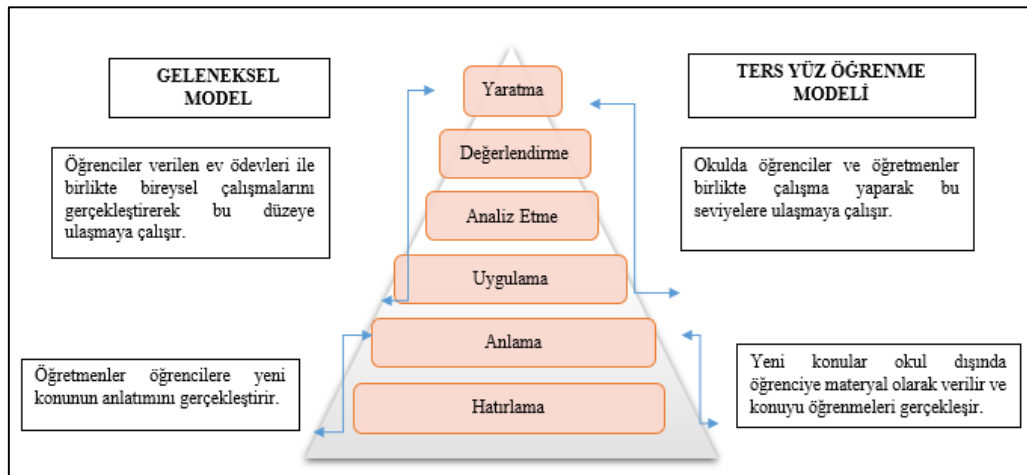 GELENEKSEL
MODEL
Öğrenciler verilen ev ödevleri ile
birlikte bireysel çalışmalarını
gerçekleştirerek bu düzeye
ulaşmaya çalışır.
Öğretmenler öğrencilere yeni
konunun anlatımını gerçekleştirir.
Yaratma
Değerlendirme
Analiz Etme
Uygulama
Anlama
Hatırlama
TERS YÜZ ÖĞRENME
MODELİ
Okulda öğrenciler ve öğretmenler
birlikte çalışma yaparak bu
seviyelere ulaşmaya çalışır.
Yeni konular okul dışında
öğrenciye materyal olarak verilir ve
konuyu öğrenmeleri gerçekleşir.